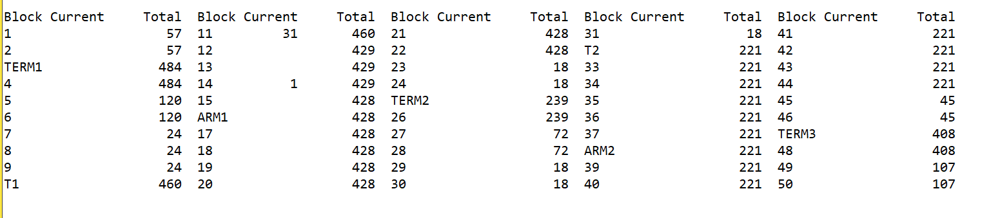 Block Current     Total  Block Current     Total  Block Current     Total  Block Current     Total  Block Current     Total
1                    57  11         31       460  21                  428  31                   18  41                  221
2                    57  12                  429  22                  428  T2                  221  42                  221
TERM1               484  13                  429  23                   18  33                  221  43                  221
4                   484  14          1       429  24                   18  34                  221  44                  221
5                   120  15                  428  TERM2               239  35                  221  45                   45
6                   120  ARM1                428  26                  239  36                  221  46                   45
7                    24  17                  428  27                   72  37                  221  TERM3               408
8                    24  18                  428  28                   72  ARM2                221  48                  408
9                    24  19                  428  29                   18  39                  221  49                  107
T1                  460  20                  428  30                   18  40                  221  50                  107